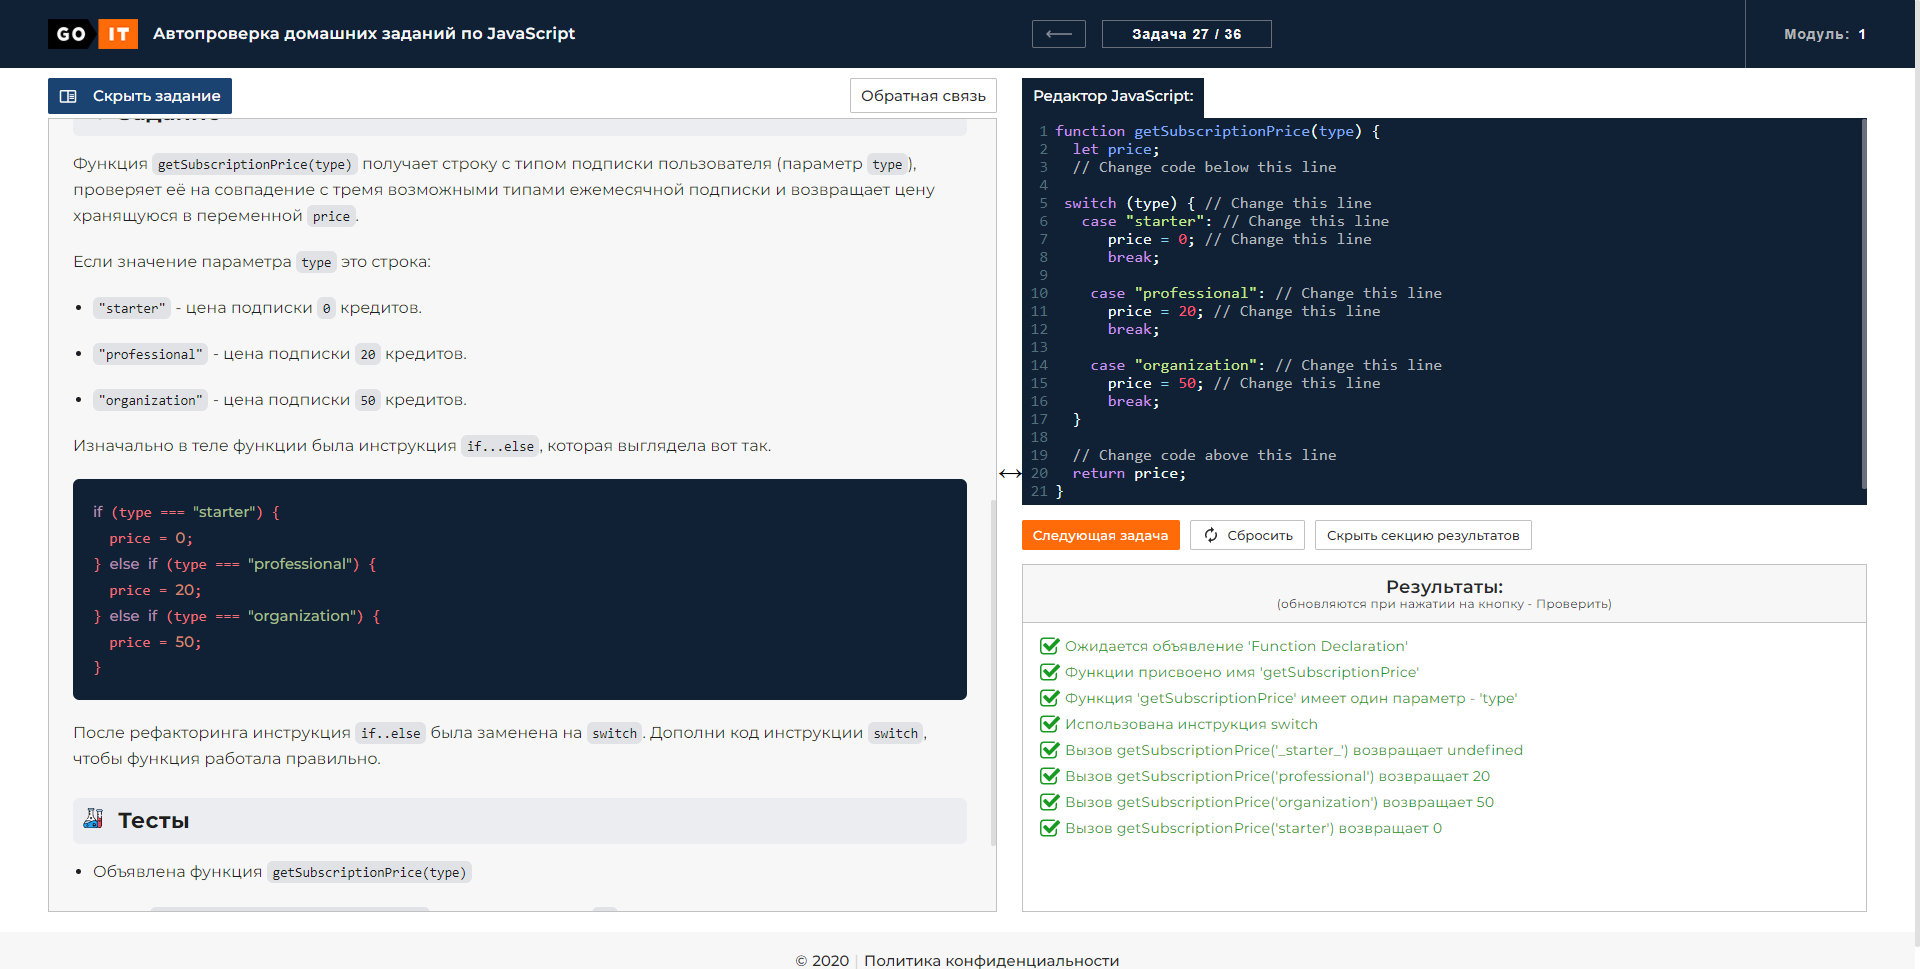 GO IT Автопроверка домашних заданий по JavaScript
Задача 27 / 36
Модуль: 1
Скрыть задание
Обратная связь
Функция getSubscriptionPrice(type) получает строку с типом подписки пользователя (параметр type),
проверяет её на совпадение с тремя возможными типами ежемесячной подписки и возвращает цену
хранящуюся в переменной price.
Если значение параметра type это строка:
• "starter" - цена подписки 0 кредитов.
• "professional" - цена подписки 20 кредитов.
• "organization" - цена подписки 50 кредитов.
Изначально в теле функции была инструкция if...else, которая выглядела вот так.
if (type === "starter") {
  price = 0;
} else if (type === "professional") {
  price = 20;
} else if (type === "organization") {
  price = 50;
}
После рефакторинга инструкция if..else была заменена на switch. Дополни код инструкции switch,
чтобы функция работала правильно.
Тесты
• Объявлена функция getSubscriptionPrice(type)
Редактор JavaScript:
1 function getSubscriptionPrice(type) {
2   let price;
3   // Change code below this line
4
5  switch (type) { // Change this line
6    case "starter": // Change this line
7       price = 0; // Change this line
8       break;
9
10     case "professional": // Change this line
11       price = 20; // Change this line
12       break;
13
14     case "organization": // Change this line
15       price = 50; // Change this line
16       break;
17   }
18
19   // Change code above this line
20   return price;
21 }
Следующая задача
Сбросить
Скрыть секцию результатов
Результаты:
(обновляются при нажатии на кнопку - Проверить)
Ожидается объявление 'Function Declaration'
Функции присвоено имя 'getSubscriptionPrice'
Функция 'getSubscriptionPrice' имеет один параметр - 'type'
Использована инструкция switch
Вызов getSubscriptionPrice('_starter_') возвращает undefined
Вызов getSubscriptionPrice('professional') возвращает 20
Вызов getSubscriptionPrice('organization') возвращает 50
Вызов getSubscriptionPrice('starter') возвращает 0
© 2020 | Политика конфиденциальности